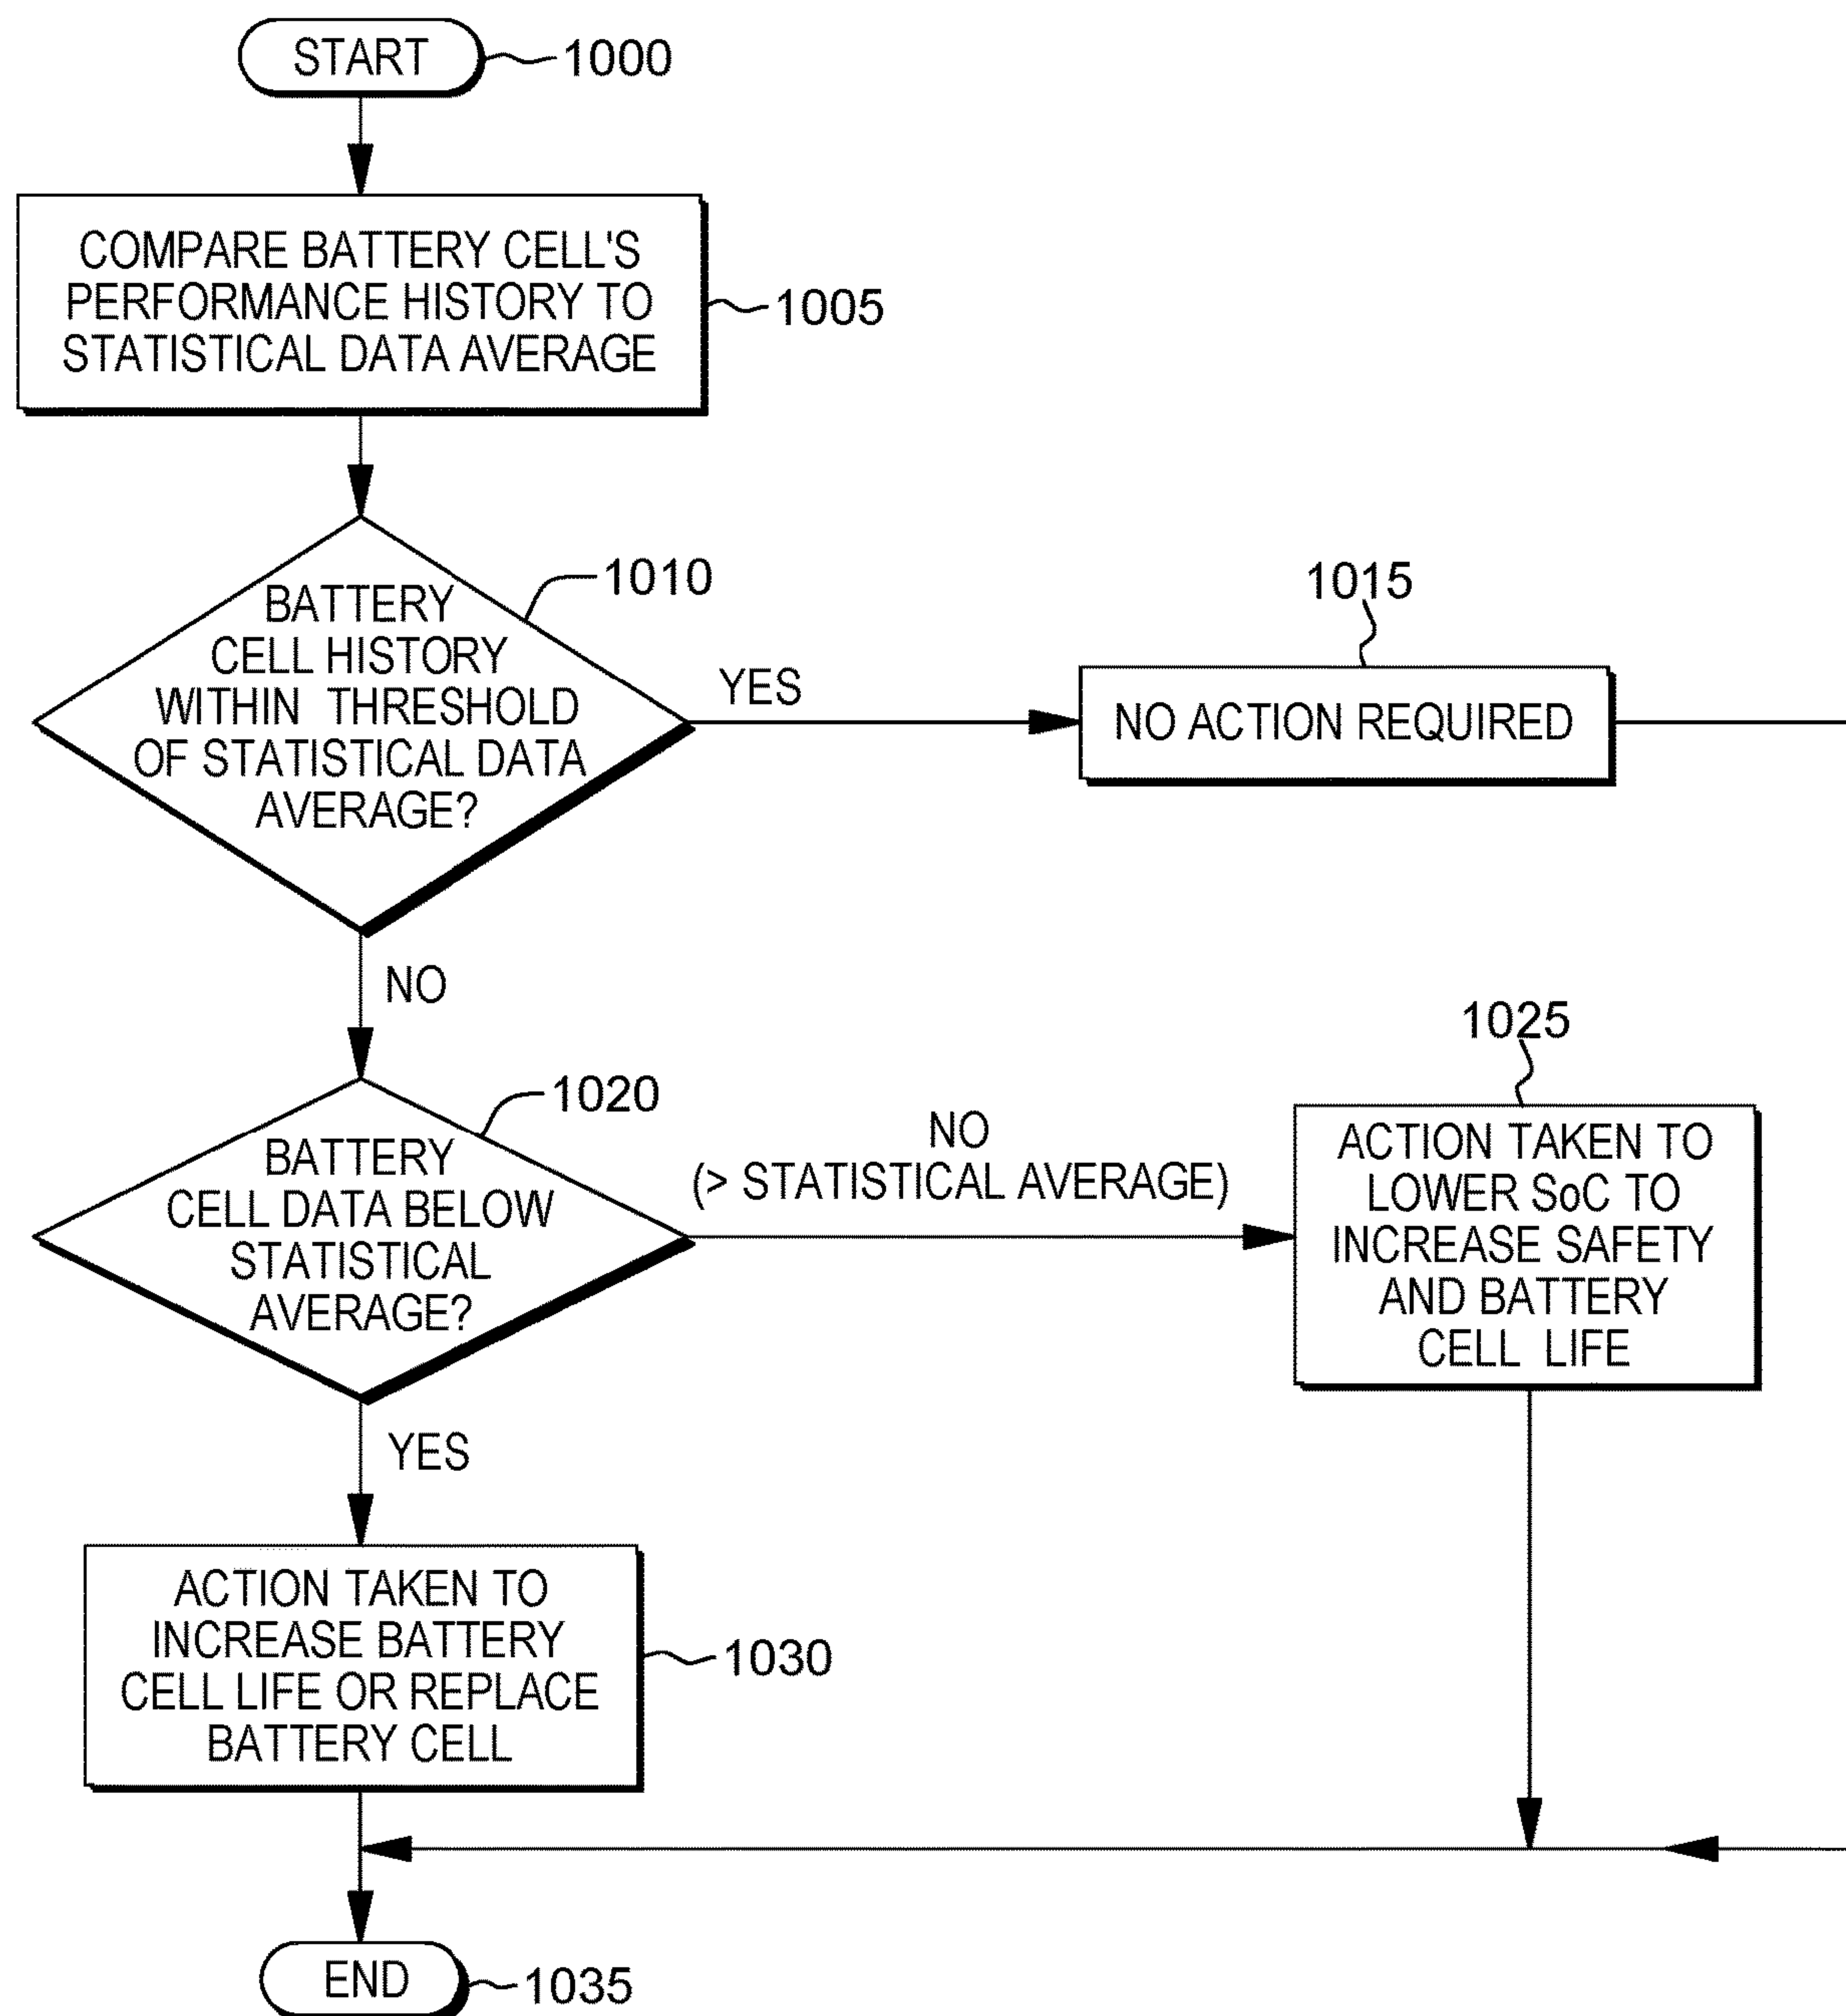 START
1000
COMPARE BATTERY CELL'S
PERFORMANCE HISTORY TO
STATISTICAL DATA AVERAGE
1005
BATTERY
CELL HISTORY
WITHIN THRESHOLD
OF STATISTICAL DATA
AVERAGE?
1010
YES
1015
NO ACTION REQUIRED
NO
BATTERY
CELL DATA BELOW
STATISTICAL
AVERAGE?
1020
NO
(> STATISTICAL AVERAGE)
1025
ACTION TAKEN TO
LOWER SoC TO
INCREASE SAFETY
AND BATTERY
CELL LIFE
YES
ACTION TAKEN TO
INCREASE BATTERY
CELL LIFE OR REPLACE
BATTERY CELL
1030
END
1035